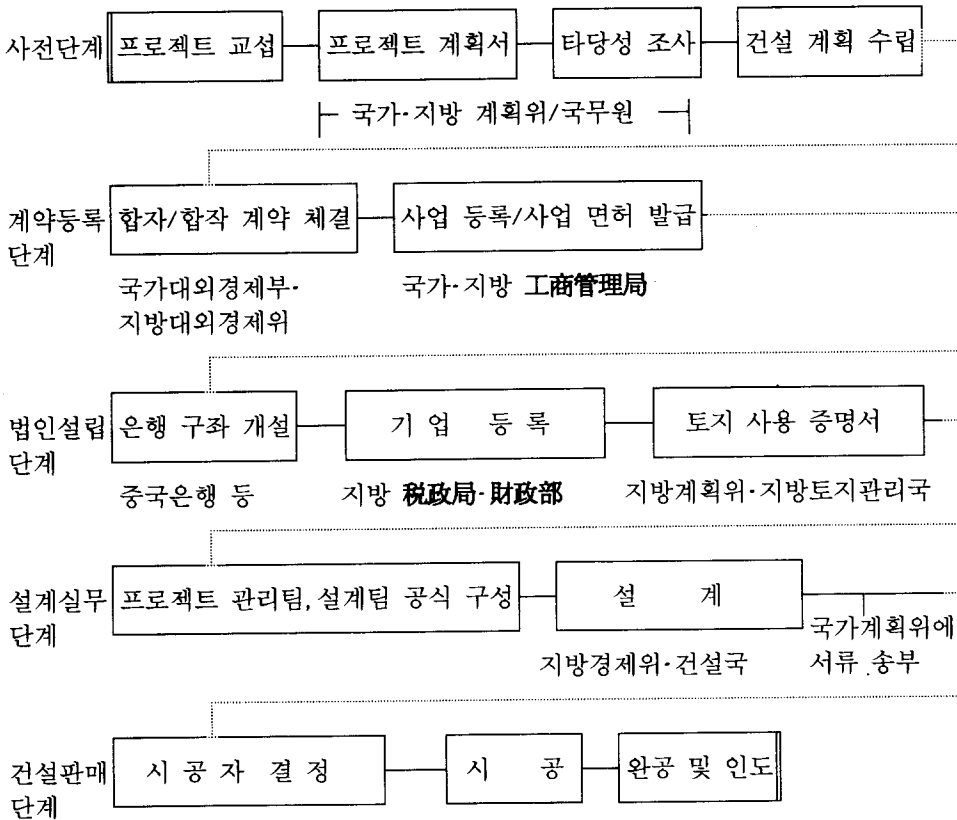 사전단계 프로젝트 교섭 프로젝트 계획서 타당성 조사 건설 계획 수립
국가·지방 계획위/국무원
계약등록 합자/합작 계약 체결 사업 등록/사업 면허 발급
단계
국가대외경제부· 국가·지방 工商管理局
지방대외경제위
법인설립 은행 구좌 개설 기업 등록 토지 사용 증명서
단계
중국은행 등 지방 税政局·財政部 지방계획위·지방토지관리국
설계실무 프로젝트 관리팀, 설계팀 공식 구성 설 계
단계
국가계획위에
지방경제위·건설국 서류 송부
건설판매 시 공 자 결 정 시 공 완공 및 인도
단계